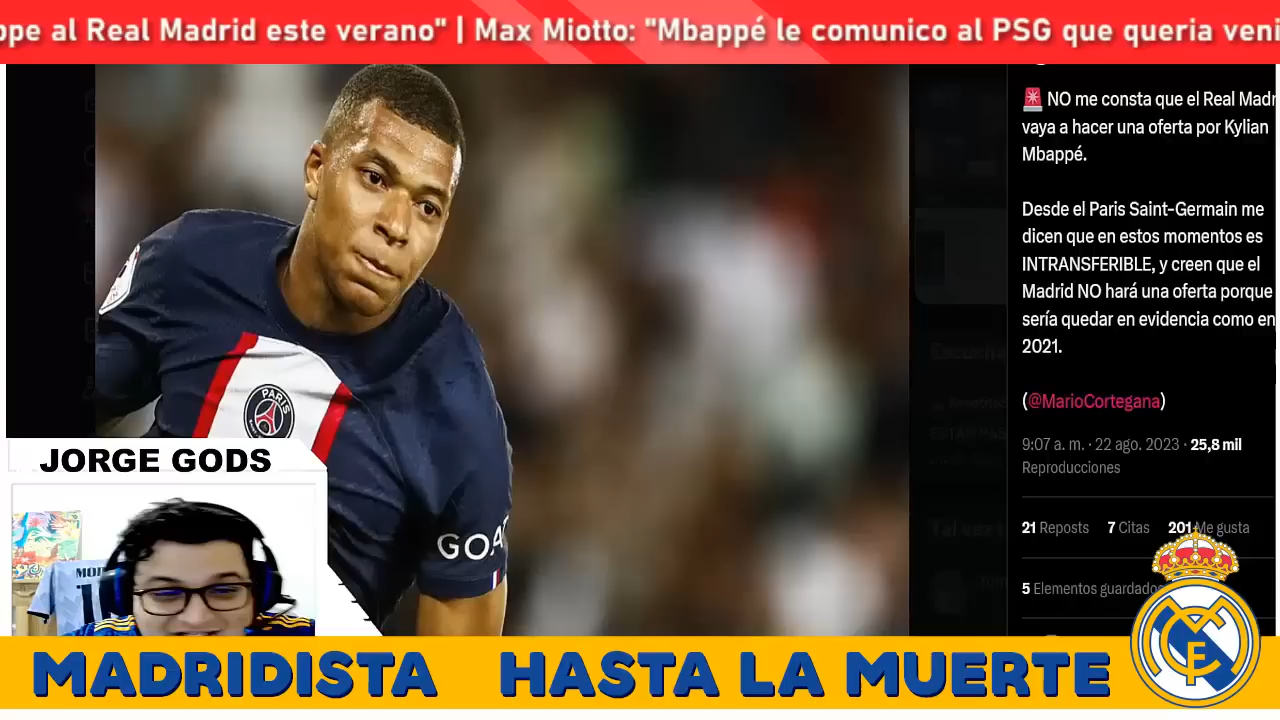 ppe al Real Madrid este verano" | Max Miotto: "Mbappé le comunico al PSG que queria veni
🚨 NO me consta que el Real Madr
vaya a hacer una oferta por Kylian
Mbappé.
Desde el Paris Saint-Germain me
dicen que en estos momentos es
INTRANSFERIBLE, y creen que el
Madrid NO hará una oferta porque
sería quedar en evidencia como en
2021.
(@MarioCortegana)
9:07 a. m. · 22 ago. 2023 · 25,8 mil
Reproducciones
21 Reposts 7 Citas 201 Me gusta
5 Elementos guardados
PARIS
GOA
JORGE GODS
MADRIDISTA HASTA LA MUERTE